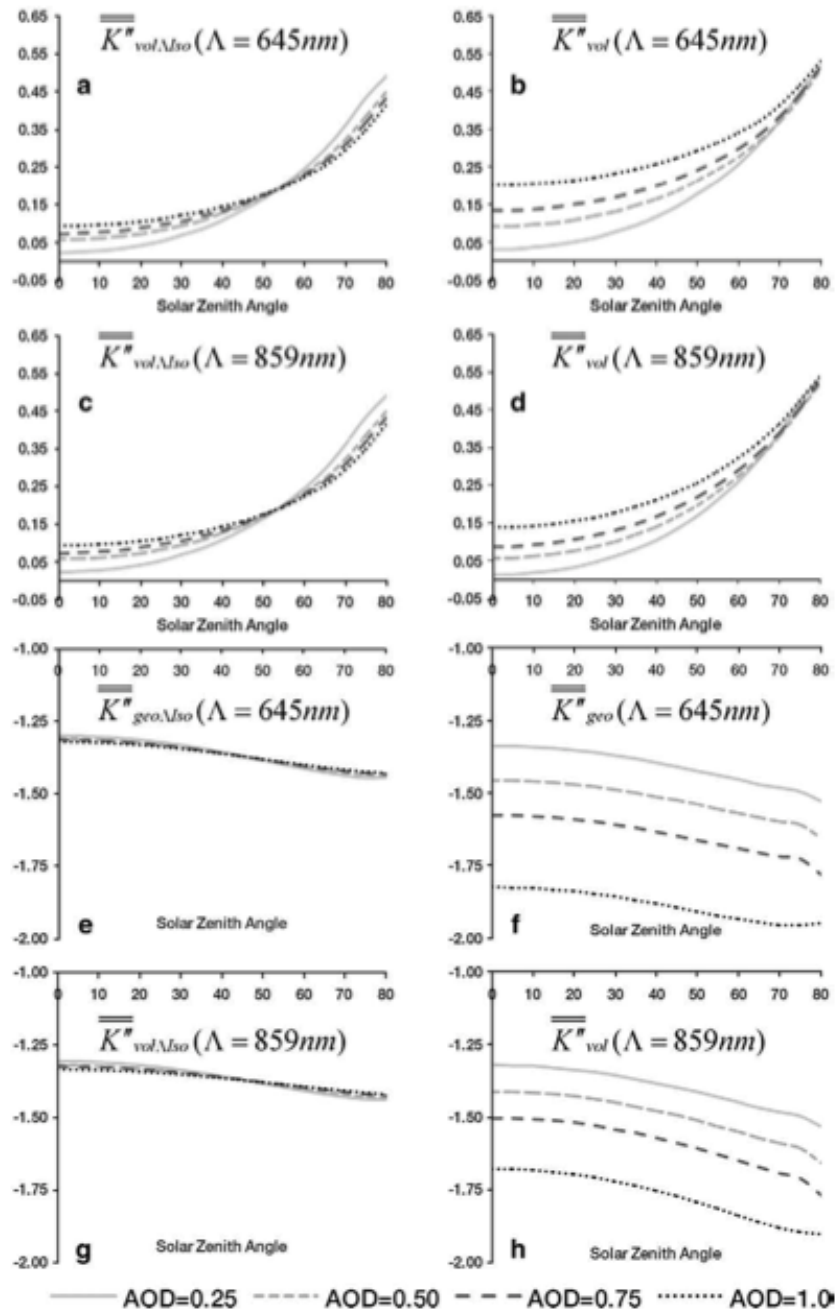 K″volΛIso(Λ = 645nm)
a
0.65
0.55
0.45
0.35
0.25
0.15
0.05
-0.05
0 10 20 30 40 50 60 70 80
Solar Zenith Angle
K″vol(Λ = 645nm)
b
0.65
0.55
0.45
0.35
0.25
0.15
0.05
-0.05
0 10 20 30 40 50 60 70 80
Solar Zenith Angle
K″volΛIso(Λ = 859nm)
c
0.65
0.55
0.45
0.35
0.25
0.15
0.05
-0.05
0 10 20 30 40 50 60 70 80
Solar Zenith Angle
K″vol(Λ = 859nm)
d
0.65
0.55
0.45
0.35
0.25
0.15
0.05
-0.05
0 10 20 30 40 50 60 70 80
Solar Zenith Angle
-1.00
0 10 20 30 40 50 60 70 80
K″geoΛIso(Λ = 645nm)
-1.25
-1.50
-1.75
-2.00
e
Solar Zenith Angle
-1.00
0 10 20 30 40 50 60 70 80
K″geo(Λ = 645nm)
-1.25
-1.50
-1.75
-2.00
f
Solar Zenith Angle
-1.00
0 10 20 30 40 50 60 70 80
K″volΛIso(Λ = 859nm)
-1.25
-1.50
-1.75
-2.00
g
Solar Zenith Angle
-1.00
0 10 20 30 40 50 60 70 80
K″vol(Λ = 859nm)
-1.25
-1.50
-1.75
-2.00
h
Solar Zenith Angle
AOD=0.25 AOD=0.50 AOD=0.75 AOD=1.0